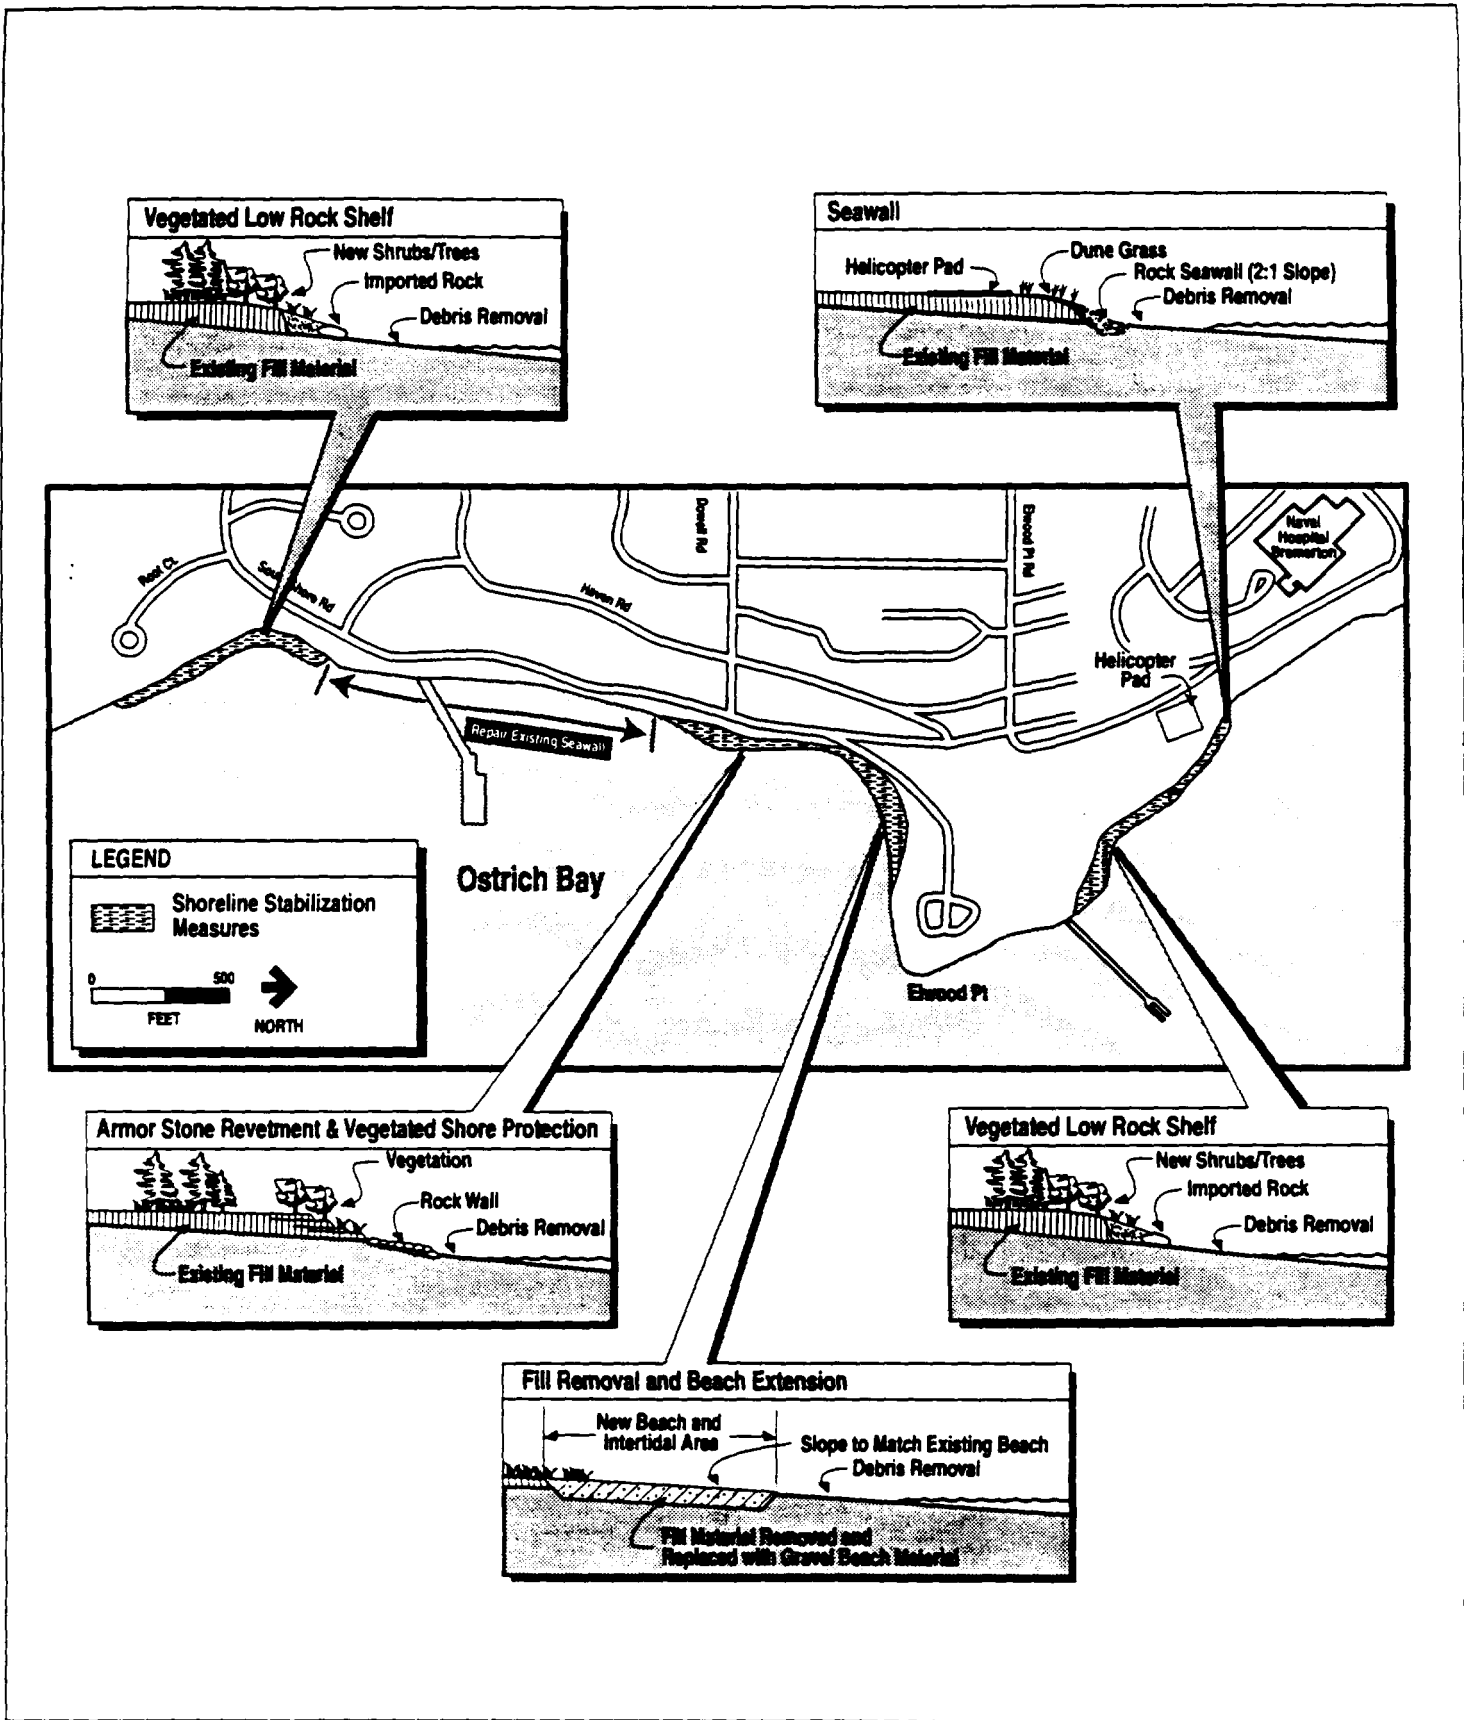 Vegetated Low Rock Shelf
New Shrubs/Trees
Imported Rock
Debris Removal
Existing Fill Material
Seawall
Dune Grass
Helicopter Pad
Rock Seawall (2:1 Slope)
Debris Removal
Existing Fill Material
Root Ct.
South Shore Rd
Haven Rd
Dowell Rd
Elwood Pt Rd
Naval
Hospital
Bremerton
Helicopter
Pad
Repair Existing Seawall
Ostrich Bay
Elwood Pt
LEGEND
Shoreline Stabilization
Measures
0 500
FEET
NORTH
Armor Stone Revetment & Vegetated Shore Protection
Vegetation
Rock Wall
Debris Removal
Existing Fill Material
Vegetated Low Rock Shelf
New Shrubs/Trees
Imported Rock
Debris Removal
Existing Fill Material
Fill Removal and Beach Extension
New Beach and
Intertidal Area
Slope to Match Existing Beach
Debris Removal
Fill Material Removed and
Replaced with Gravel Beach Material